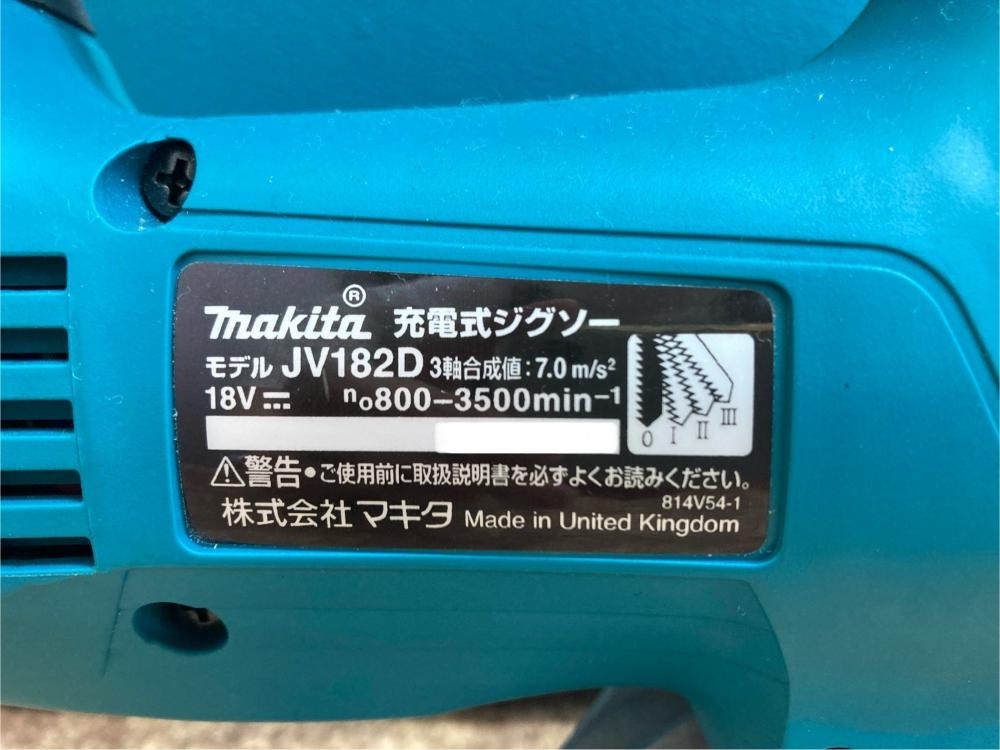 makita® 充電式ジグソー
モデル JV182D 3軸合成値:7.0 m/s²
18V⎓ n₀800-3500min⁻¹
0 I II III
⚠警告•ご使用前に取扱説明書を必ずよくお読みください。
814V54-1
株式会社マキタ Made in United Kingdom